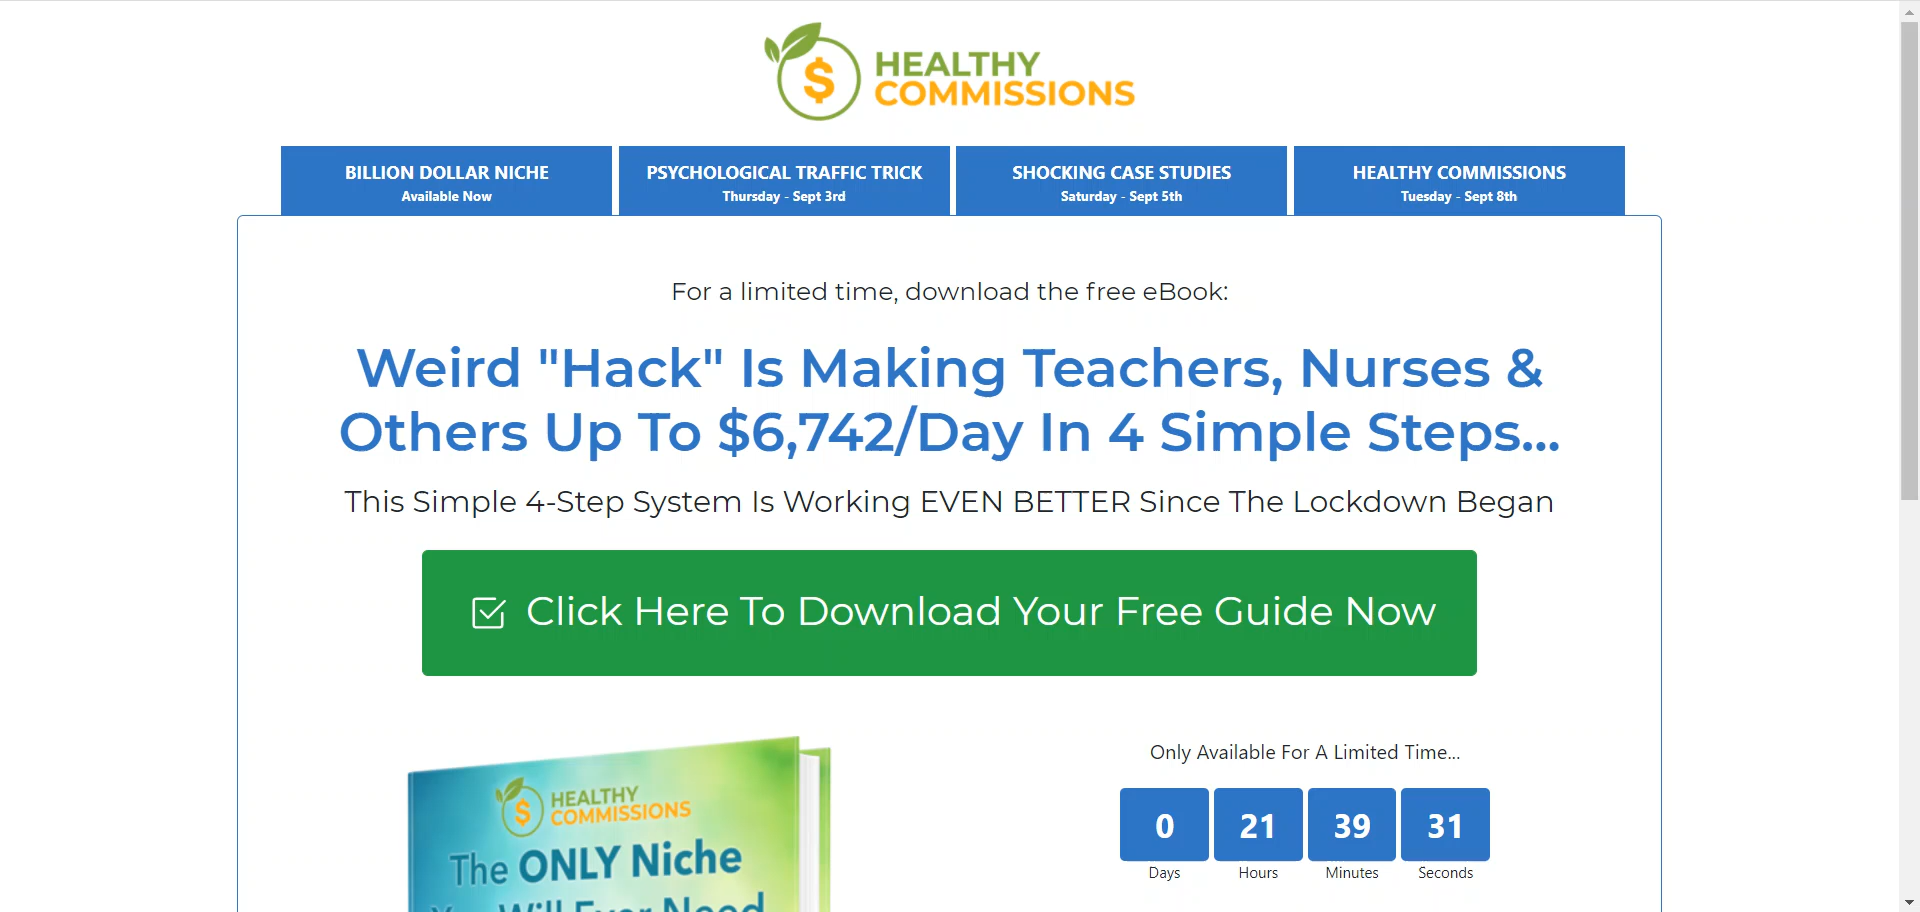 HEALTHY
COMMISSIONS
BILLION DOLLAR NICHE
Available Now
PSYCHOLOGICAL TRAFFIC TRICK
Thursday - Sept 3rd
SHOCKING CASE STUDIES
Saturday - Sept 5th
HEALTHY COMMISSIONS
Tuesday - Sept 8th
For a limited time, download the free eBook:
Weird "Hack" Is Making Teachers, Nurses &
Others Up To $6,742/Day In 4 Simple Steps...
This Simple 4-Step System Is Working EVEN BETTER Since The Lockdown Began
Click Here To Download Your Free Guide Now
HEALTHY
COMMISSIONS
The ONLY Niche
You Will Ever Need
Only Available For A Limited Time...
0 21 39 31
Days Hours Minutes Seconds